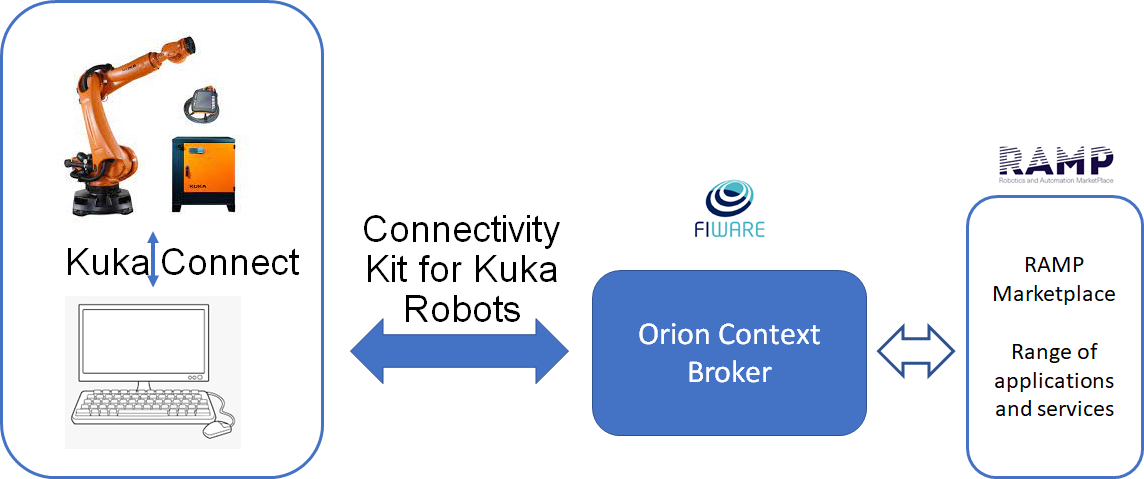 KUKA
KUKA
Kuka Connect
Connectivity
Kit for Kuka
Robots
FIWARE
Orion Context
Broker
RAMP
Robotics and Automation MarketPlace
RAMP
Marketplace
Range of
applications
and services